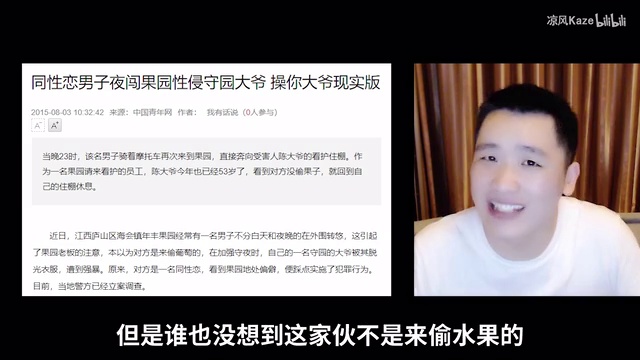 凉风Kaze bilibili
同性恋男子夜闯果园性侵守园大爷 操你大爷现实版
2015-08-03 10:32:42 来源：中国青年网 作者： 我有话说（0人参与）
A- A+
当晚23时，该名男子骑着摩托车再次来到果园，直接奔向受害人陈大爷的看护住棚。作
为一名果园请来看护的员工，陈大爷今年也已经53岁了，看到对方没偷果子，就回到自
己的住棚休息。
近日，江西庐山区海会镇年丰果园经常有一名男子不分白天和夜晚的在外围转悠，这引起
了果园老板的注意，本以为对方是来偷葡萄的，在加强守夜时，自己的一名守园的大爷被其脱
光衣服，遭到强暴。原来，对方是一名同性恋，看到果园地处偏僻，便踩点实施了犯罪行为。
目前，当地警方已经立案调查。
但是谁也没想到这家伙不是来偷水果的